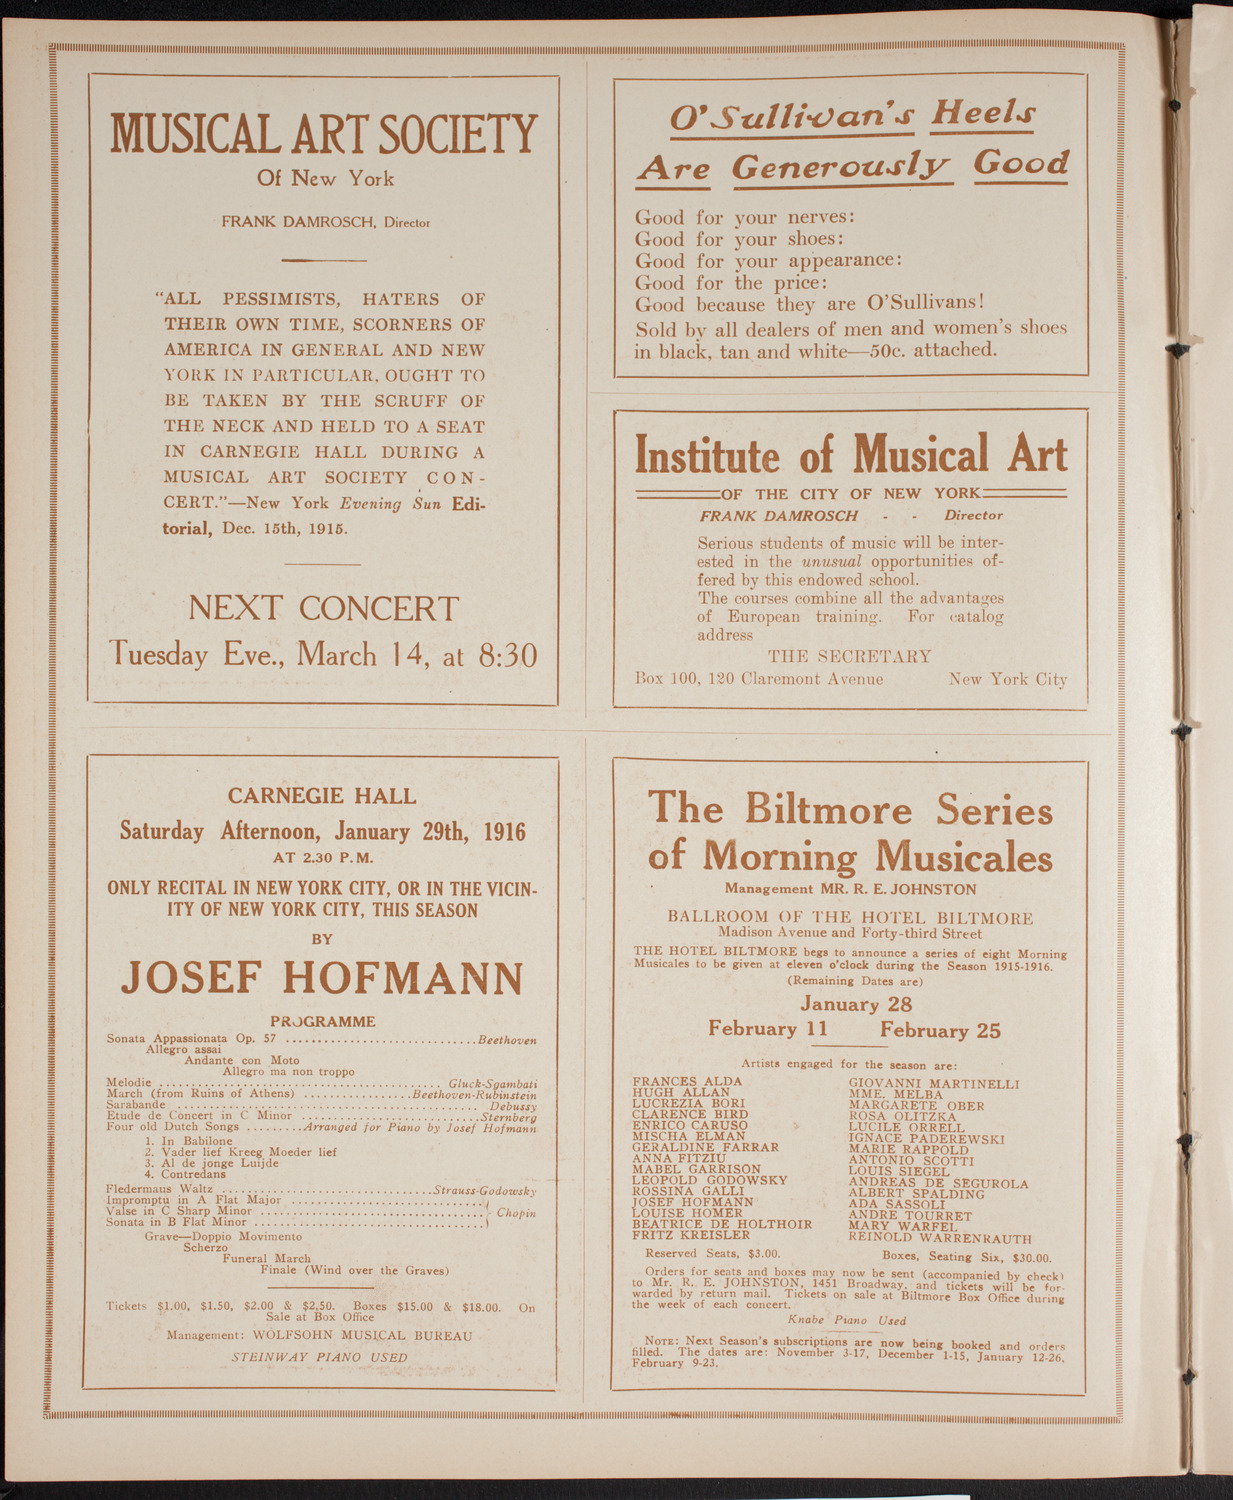 MUSICAL ART SOCIETY
Of New York
FRANK DAMROSCH, Director
"ALL PESSIMISTS, HATERS OF
THEIR OWN TIME, SCORNERS OF
AMERICA IN GENERAL AND NEW
YORK IN PARTICULAR, OUGHT TO
BE TAKEN BY THE SCRUFF OF
THE NECK AND HELD TO A SEAT
IN CARNEGIE HALL DURING A
MUSICAL ART SOCIETY CON-
CERT."—New York Evening Sun Edi-
torial, Dec. 15th, 1915.
NEXT CONCERT
Tuesday Eve., March 14, at 8:30
O'Sullivan's Heels
Are Generously Good
Good for your nerves:
Good for your shoes:
Good for your appearance:
Good for the price:
Good because they are O'Sullivans!
Sold by all dealers of men and women's shoes
in black, tan and white—50c. attached.
Institute of Musical Art
OF THE CITY OF NEW YORK
FRANK DAMROSCH - - Director
Serious students of music will be inter-
ested in the unusual opportunities of-
fered by this endowed school.
The courses combine all the advantages
of European training. For catalog
address
THE SECRETARY
Box 100, 120 Claremont Avenue New York City
CARNEGIE HALL
Saturday Afternoon, January 29th, 1916
AT 2.30 P.M.
ONLY RECITAL IN NEW YORK CITY, OR IN THE VICIN-
ITY OF NEW YORK CITY, THIS SEASON
BY
JOSEF HOFMANN
PROGRAMME
Sonata Appassionata Op. 57 ..............................Beethoven
Allegro assai
Andante con Moto
Allegro ma non troppo
Melodie ............................................ Gluck-Sgambati
March (from Ruins of Athens) .................Beethoven-Rubinstein
Sarabande ................................................ Debussy
Etude de Concert in C Minor ............................Sternberg
Four old Dutch Songs .........Arranged for Piano by Josef Hofmann
1. In Babilone
2. Vader lief Kreeg Moeder lief
3. Al de jonge Luijde
4. Contredans
Fledermaus Waltz .................................Strauss-Godowsky
Impromptu in A Flat Major ..............................
Valse in C Sharp Minor ................................... Chopin
Sonata in B Flat Minor ....................................
Grave—Doppio Movimento
Scherzo
Funeral March
Finale (Wind over the Graves)
Tickets $1.00, $1.50, $2.00 & $2.50. Boxes $15.00 & $18.00. On
Sale at Box Office
Management: WOLFSOHN MUSICAL BUREAU
STEINWAY PIANO USED
The Biltmore Series
of Morning Musicales
Management MR. R. E. JOHNSTON
BALLROOM OF THE HOTEL BILTMORE
Madison Avenue and Forty-third Street
THE HOTEL BILTMORE begs to announce a series of eight Morning
Musicales to be given at eleven o'clock during the Season 1915-1916.
(Remaining Dates are)
January 28
February 11 February 25
Artists engaged for the season are:
FRANCES ALDA
HUGH ALLAN
LUCREZIA BORI
CLARENCE BIRD
ENRICO CARUSO
MISCHA ELMAN
GERALDINE FARRAR
ANNA FITZIU
MABEL GARRISON
LEOPOLD GODOWSKY
ROSSINA GALLI
JOSEF HOFMANN
LOUISE HOMER
BEATRICE DE HOLTHOIR
FRITZ KREISLER
GIOVANNI MARTINELLI
MME. MELBA
MARGARETE OBER
ROSA OLITZKA
LUCILE ORRELL
IGNACE PADEREWSKI
MARIE RAPPOLD
ANTONIO SCOTTI
LOUIS SIEGEL
ANDREAS DE SEGUROLA
ALBERT SPALDING
ADA SASSOLI
ANDRE TOURRET
MARY WARFEL
REINOLD WARRENRAUTH
Reserved Seats, $3.00. Boxes, Seating Six, $30.00.
Orders for seats and boxes may now be sent (accompanied by check)
to Mr. R. E. JOHNSTON, 1451 Broadway, and tickets will be for-
warded by return mail. Tickets on sale at Biltmore Box Office during
the week of each concert.
Knabe Piano Used
NOTE: Next Season's subscriptions are now being booked and orders
filled. The dates are: November 3-17, December 1-15, January 12-26,
February 9-23.